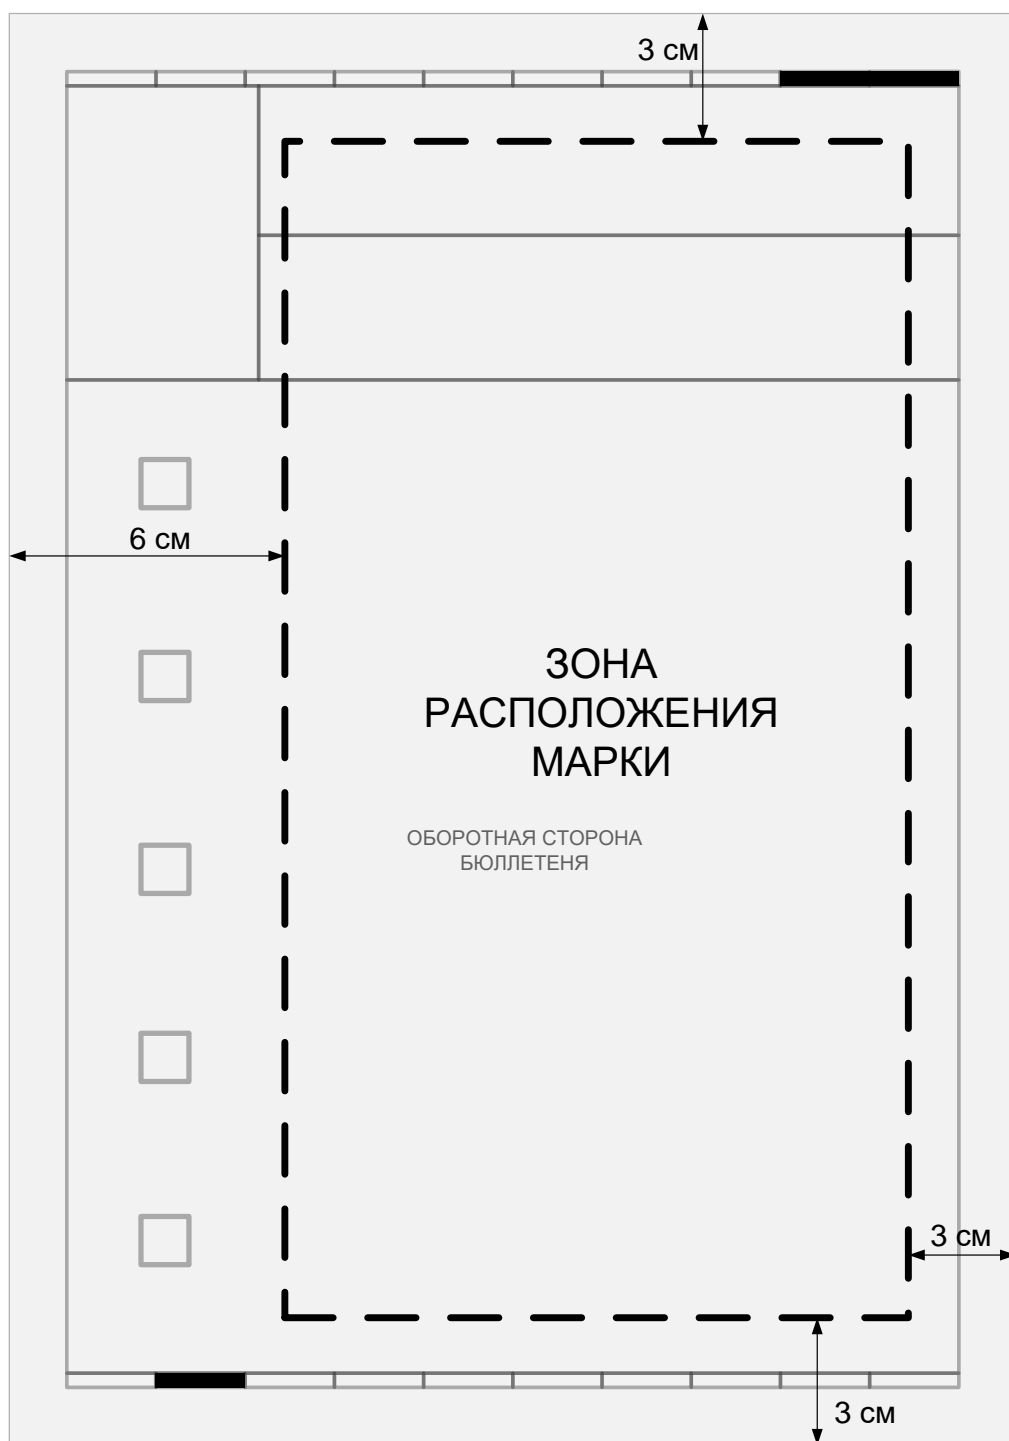 3 см
6 см
ЗОНА
РАСПОЛОЖЕНИЯ
МАРКИ
ОБОРОТНАЯ СТОРОНА
БЮЛЛЕТЕНЯ
3 см
3 см